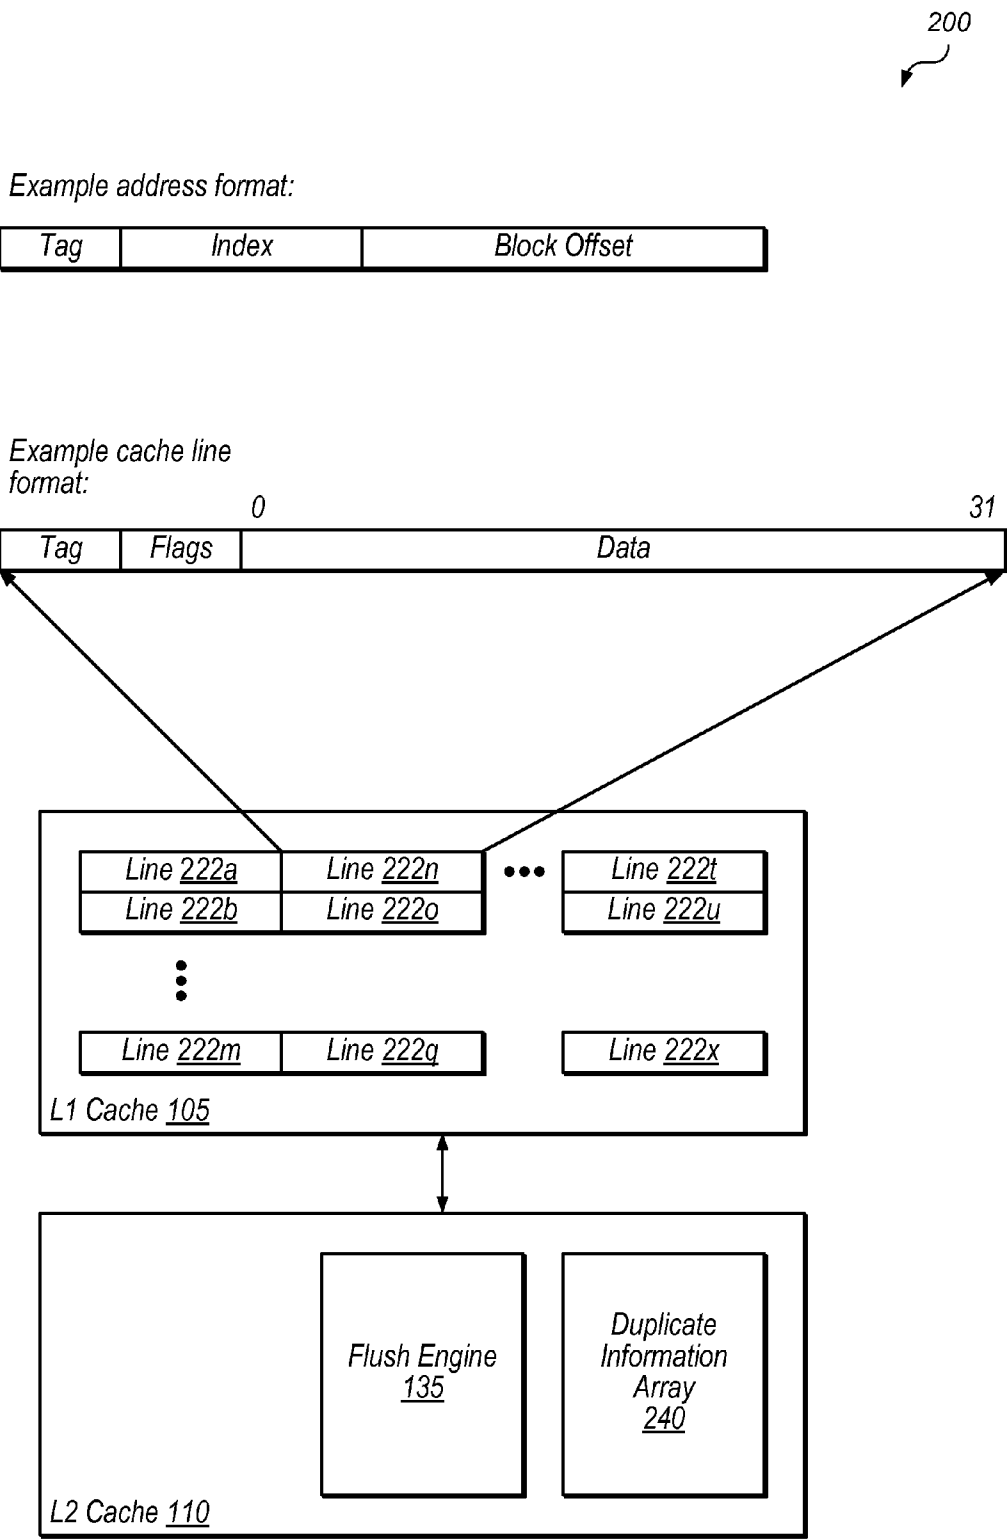 200
Example address format:
Tag Index Block Offset
Example cache line
format:
0 31
Tag Flags Data
Line 222a Line 222n Line 222t
Line 222b Line 222o Line 222u
Line 222m Line 222q Line 222x
L1 Cache 105
Flush Engine
135
Duplicate
Information
Array
240
L2 Cache 110